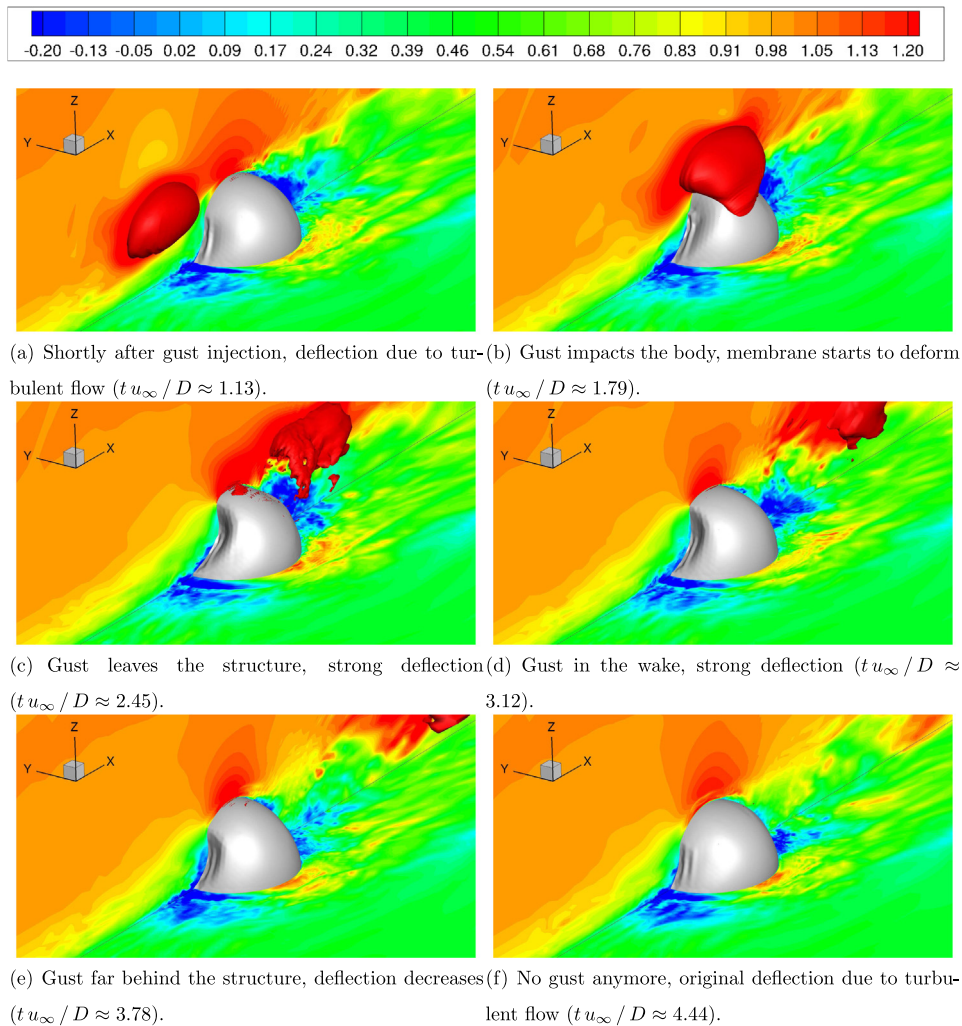 -0.20 -0.13 -0.05 0.02 0.09 0.17 0.24 0.32 0.39 0.46 0.54 0.61 0.68 0.76 0.83 0.91 0.98 1.05 1.13 1.20
Z
Y X
Z
Y X
(a) Shortly after gust injection, deflection due to tur-
bulent flow (t u∞ / D ≈ 1.13).
(b) Gust impacts the body, membrane starts to deform
(t u∞ / D ≈ 1.79).
Z
Y X
Z
Y X
(c) Gust leaves the structure, strong deflection
(t u∞ / D ≈ 2.45).
(d) Gust in the wake, strong deflection (t u∞ / D ≈
3.12).
Z
Y X
Z
Y X
(e) Gust far behind the structure, deflection decreases
(t u∞ / D ≈ 3.78).
(f) No gust anymore, original deflection due to turbu-
lent flow (t u∞ / D ≈ 4.44).